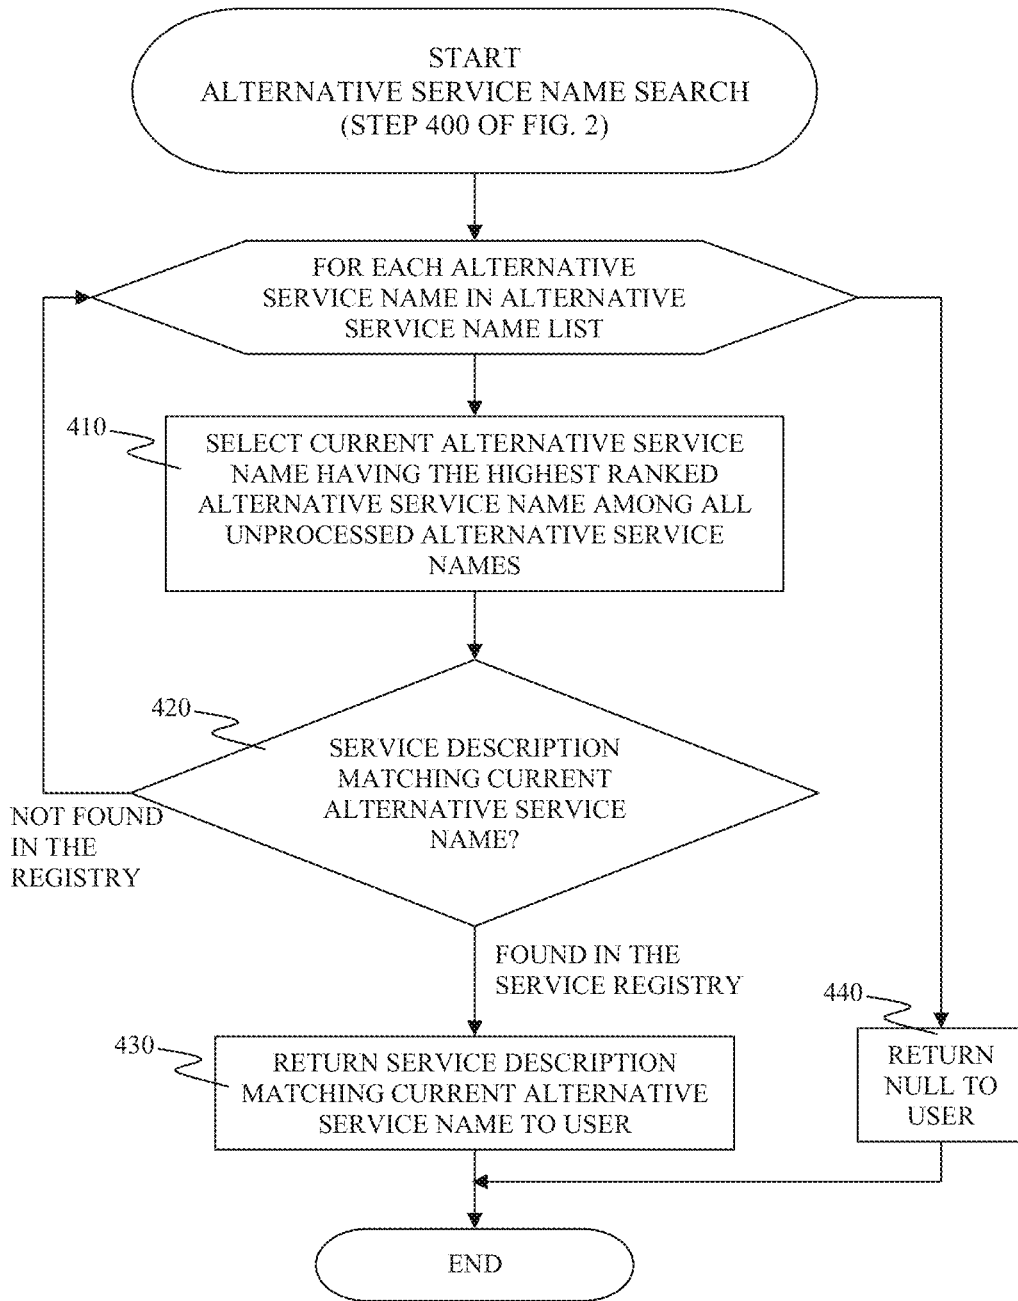 START
ALTERNATIVE SERVICE NAME SEARCH
(STEP 400 OF FIG. 2)
FOR EACH ALTERNATIVE
SERVICE NAME IN ALTERNATIVE
SERVICE NAME LIST
410
SELECT CURRENT ALTERNATIVE SERVICE
NAME HAVING THE HIGHEST RANKED
ALTERNATIVE SERVICE NAME AMONG ALL
UNPROCESSED ALTERNATIVE SERVICE
NAMES
420
SERVICE DESCRIPTION
MATCHING CURRENT
ALTERNATIVE SERVICE
NAME?
NOT FOUND
IN THE
REGISTRY
FOUND IN THE
SERVICE REGISTRY
430
RETURN SERVICE DESCRIPTION
MATCHING CURRENT ALTERNATIVE
SERVICE NAME TO USER
440
RETURN
NULL TO
USER
END